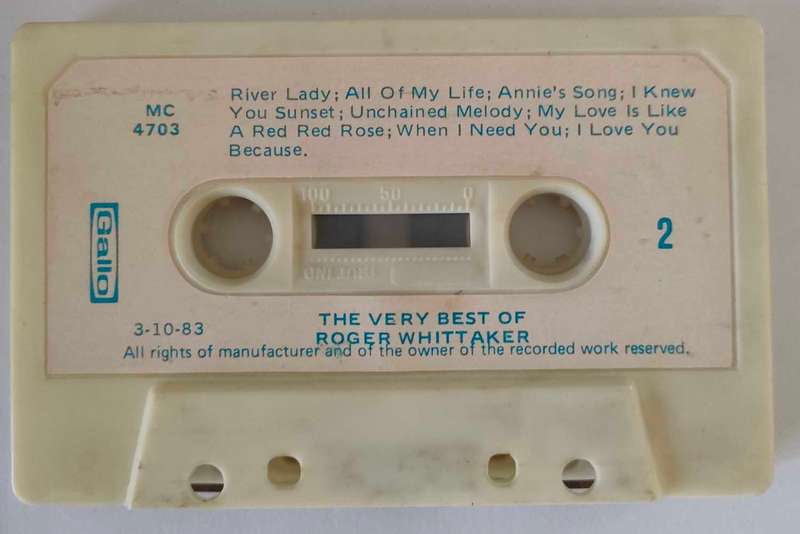 River Lady; All Of My Life; Annie's Song; I Knew
You Sunset; Unchained Melody; My Love Is Like
A Red Red Rose; When I Need You; I Love You
Because.
MC
4703
100 50 0
Gallo
2
3-10-83
THE VERY BEST OF
ROGER WHITTAKER
All rights of manufacturer and of the owner of the recorded work reserved.